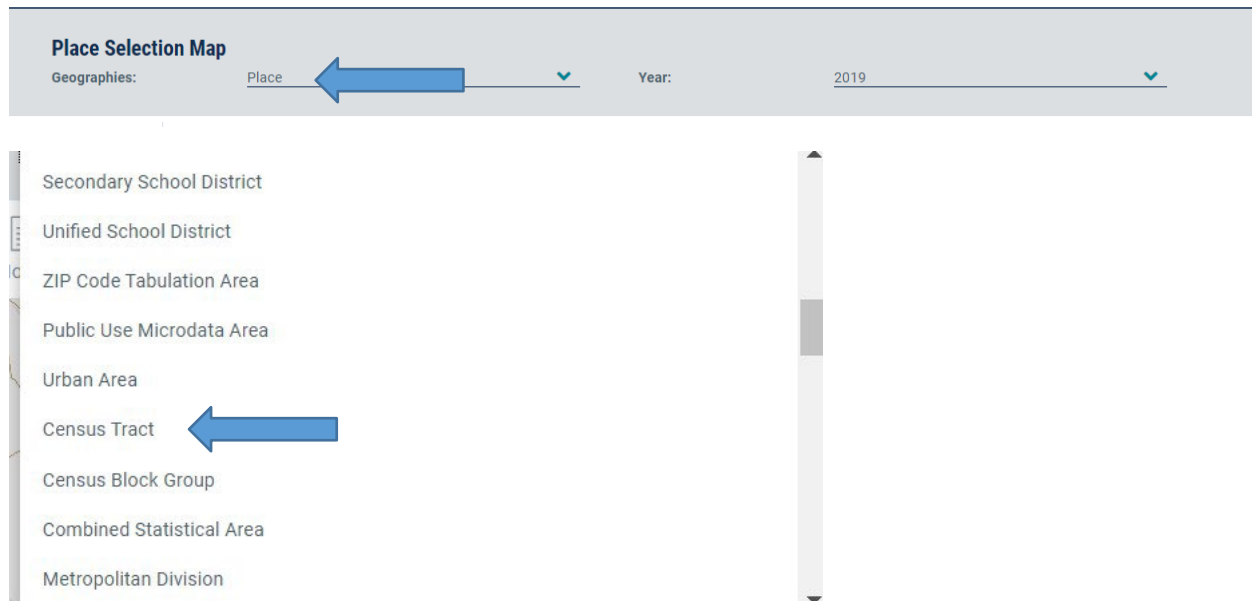 Place Selection Map
Geographies: Place Year: 2019
Secondary School District
Unified School District
ZIP Code Tabulation Area
Public Use Microdata Area
Urban Area
Census Tract
Census Block Group
Combined Statistical Area
Metropolitan Division